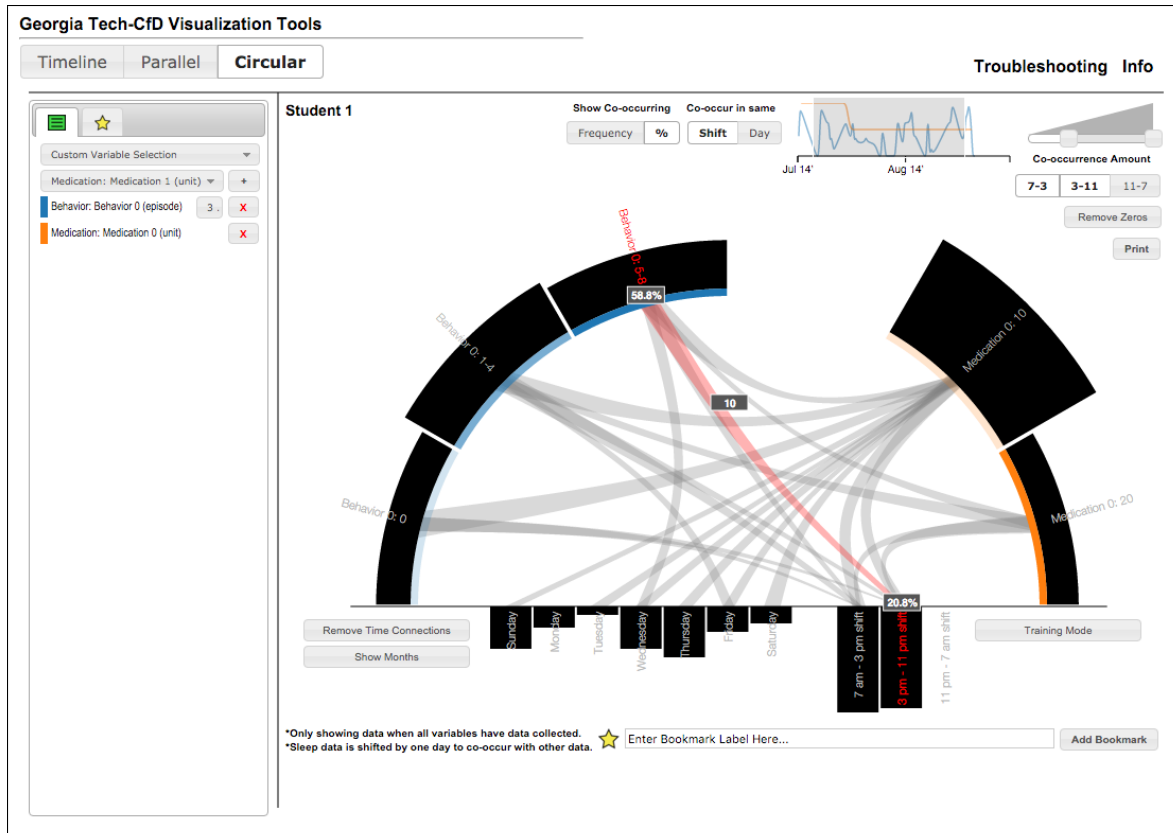 Georgia Tech-CfD Visualization Tools
Timeline Parallel Circular
Troubleshooting Info
Student 1
Show Co-occurring Co-occur in same
Frequency % Shift Day
Jul 14' Aug 14'
Co-occurrence Amount
7-3 3-11 11-7
Remove Zeros
Print
Custom Variable Selection
Medication: Medication 1 (unit) +
Behavior: Behavior 0 (episode) 3 . X
Medication: Medication 0 (unit) X
Behavior 0: 5-8
58.8%
Behavior 0: 1-4
Medication 0: 10
10
Behavior 0: 0
Medication 0: 20
20.8%
Sunday
Monday
Tuesday
Wednesday
Thursday
Friday
Saturday
7 am - 3 pm shift
3 pm - 11 pm shift
11 pm - 7 am shift
Remove Time Connections
Show Months
Training Mode
*Only showing data when all variables have data collected.
*Sleep data is shifted by one day to co-occur with other data.
Enter Bookmark Label Here...
Add Bookmark